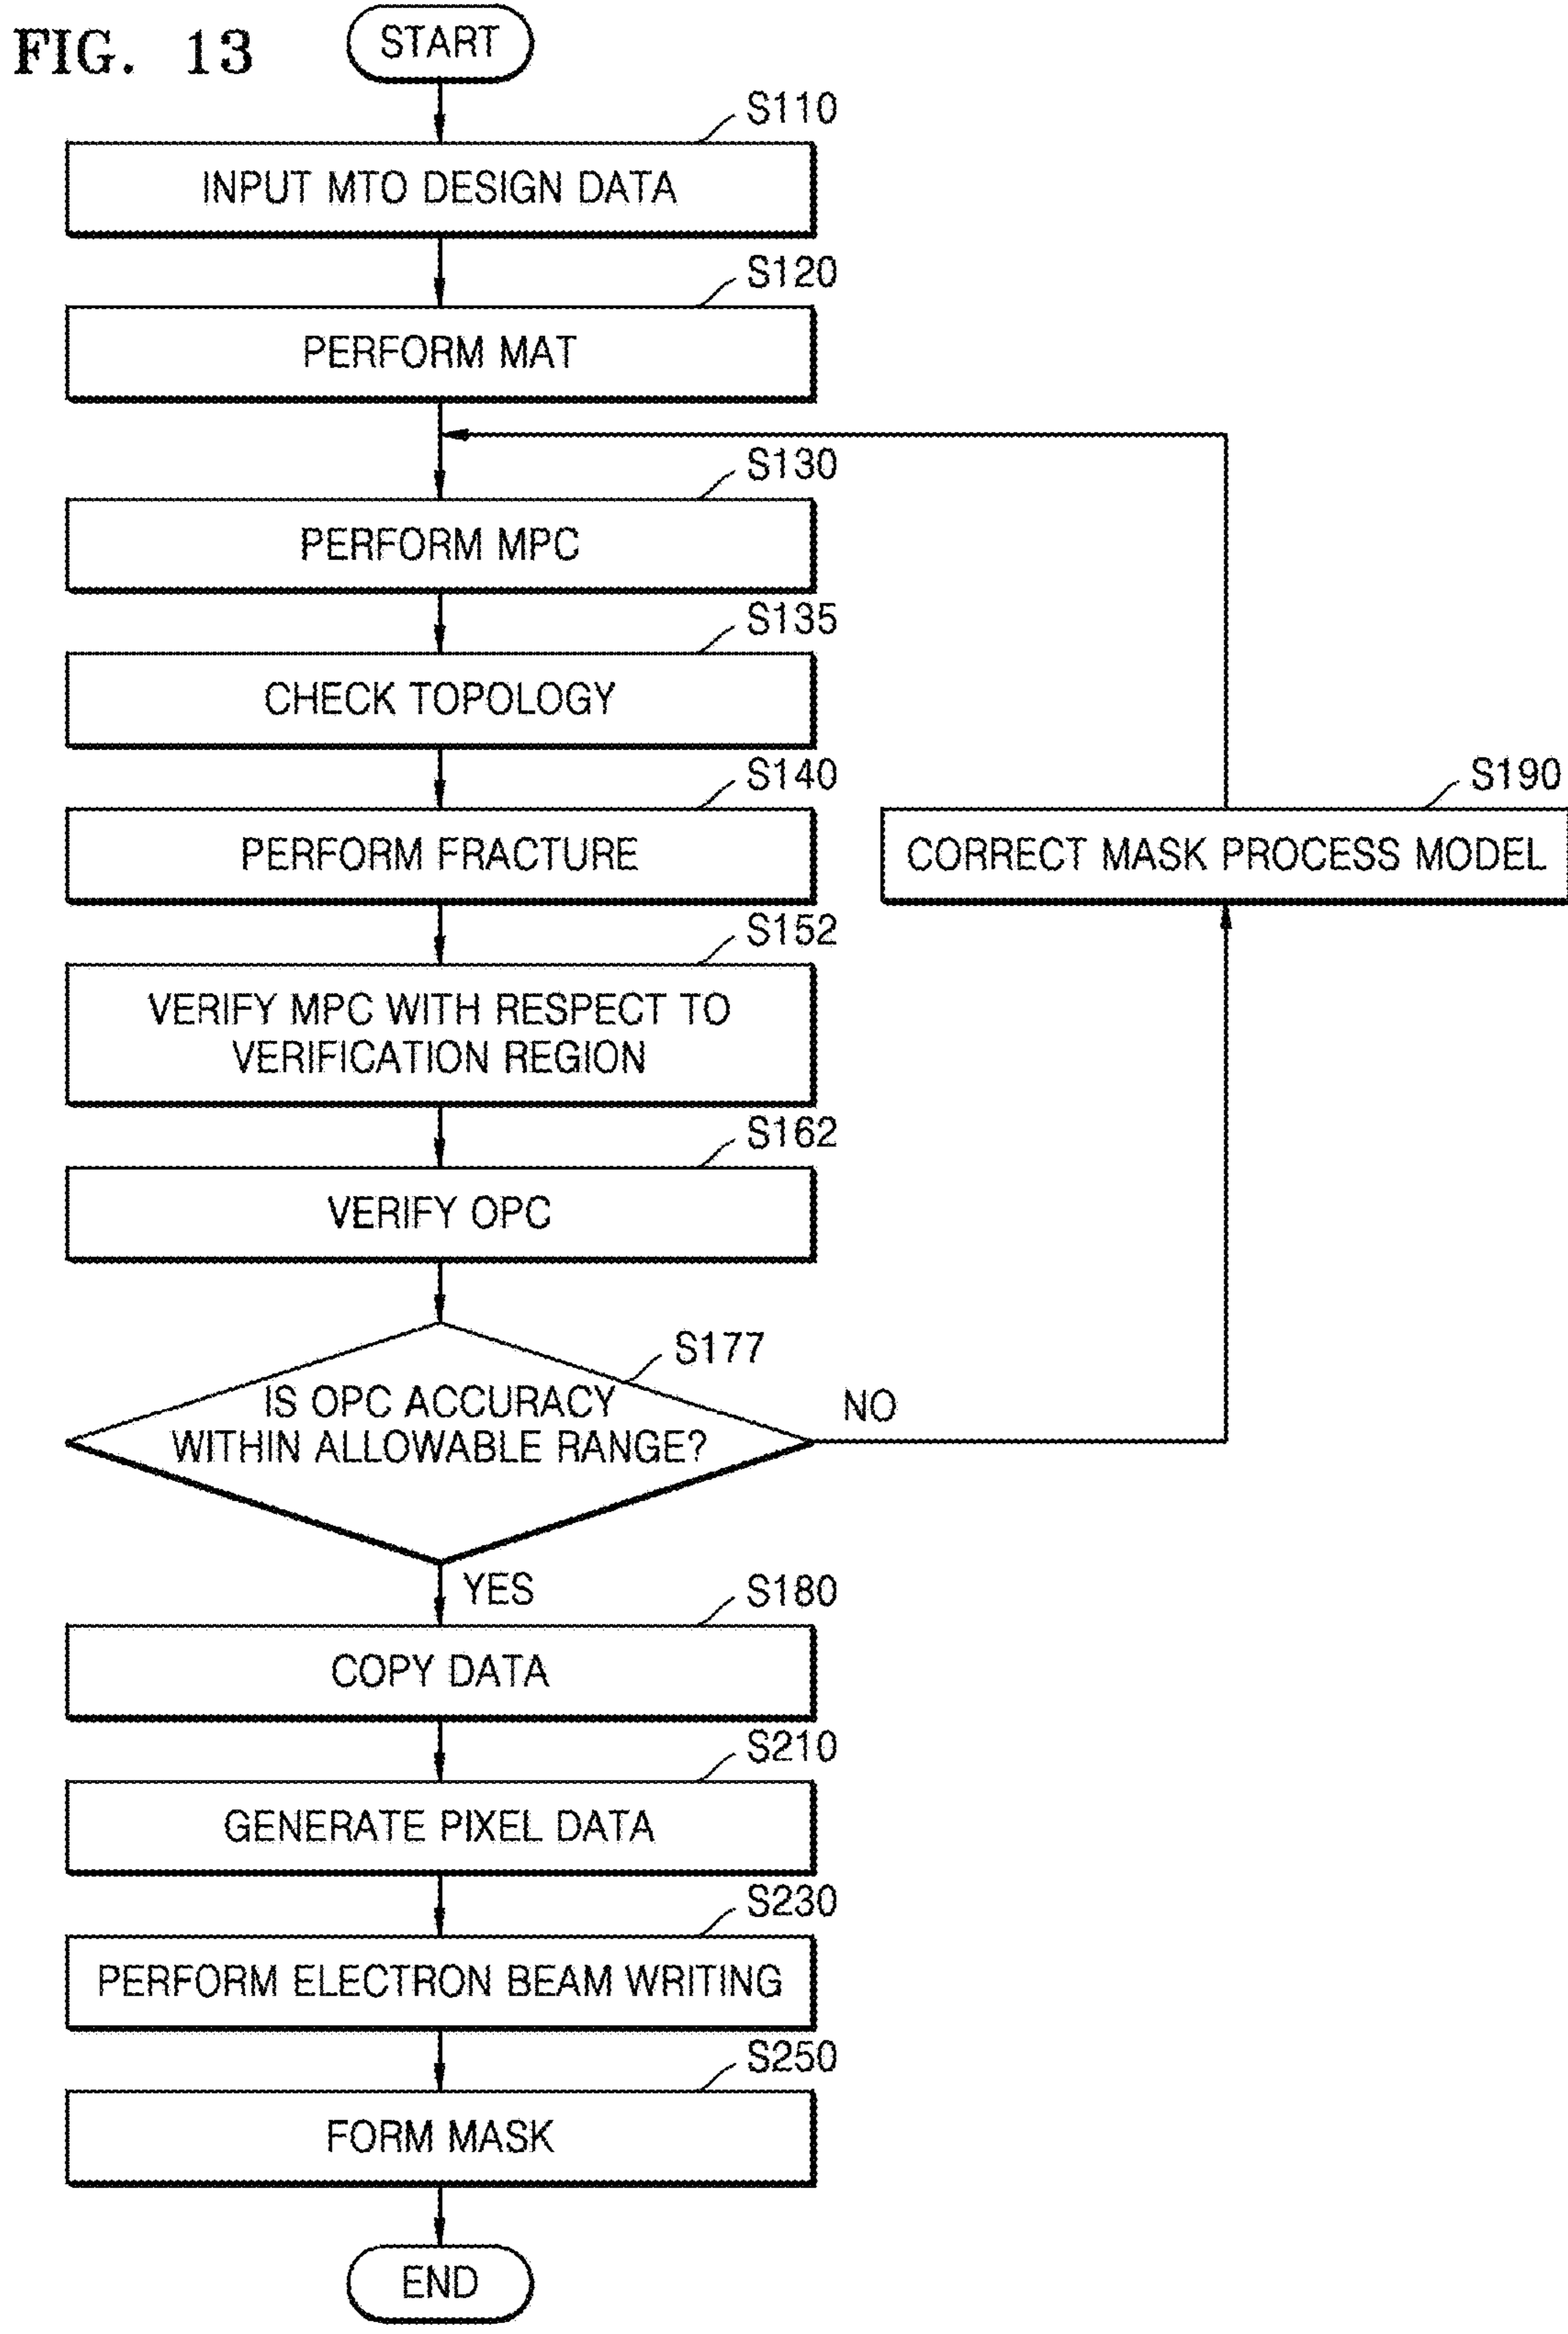 FIG. 13
START
S110
INPUT MTO DESIGN DATA
S120
PERFORM MAT
S130
PERFORM MPC
S135
CHECK TOPOLOGY
S140
PERFORM FRACTURE
S190
CORRECT MASK PROCESS MODEL
S152
VERIFY MPC WITH RESPECT TO
VERIFICATION REGION
S162
VERIFY OPC
S177
IS OPC ACCURACY
WITHIN ALLOWABLE RANGE?
NO
YES
S180
COPY DATA
S210
GENERATE PIXEL DATA
S230
PERFORM ELECTRON BEAM WRITING
S250
FORM MASK
END